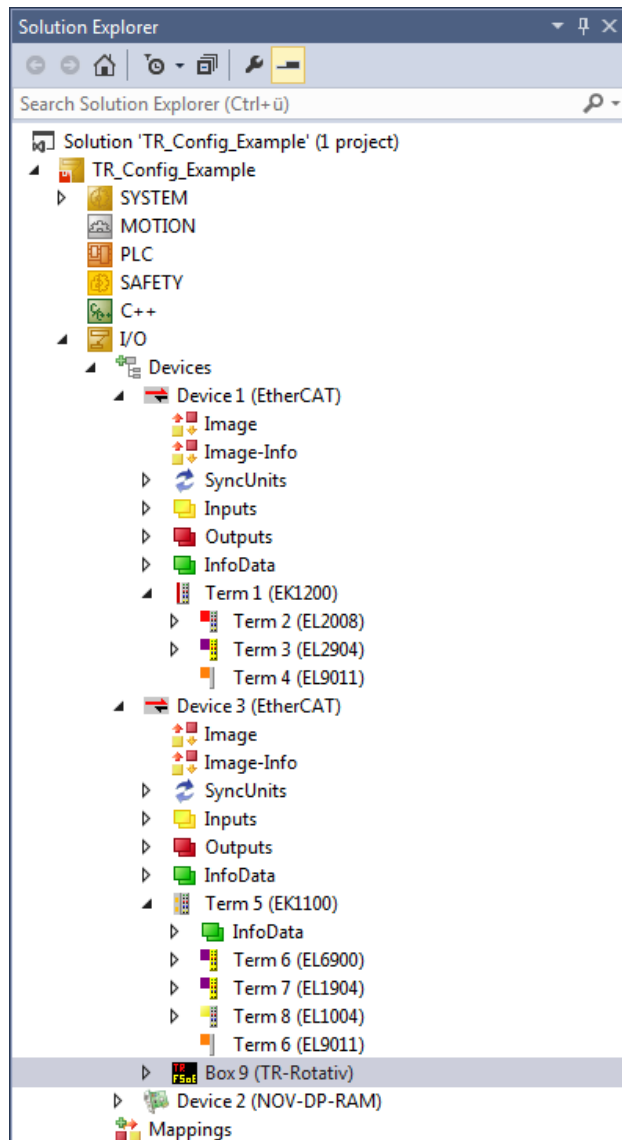 Solution Explorer
Search Solution Explorer (Ctrl+ü)
Solution 'TR_Config_Example' (1 project)
TR_Config_Example
SYSTEM
MOTION
PLC
SAFETY
C++
I/O
Devices
Device 1 (EtherCAT)
Image
Image-Info
SyncUnits
Inputs
Outputs
InfoData
Term 1 (EK1200)
Term 2 (EL2008)
Term 3 (EL2904)
Term 4 (EL9011)
Device 3 (EtherCAT)
Image
Image-Info
SyncUnits
Inputs
Outputs
InfoData
Term 5 (EK1100)
InfoData
Term 6 (EL6900)
Term 7 (EL1904)
Term 8 (EL1004)
Term 6 (EL9011)
TR FSoE Box 9 (TR-Rotativ)
Device 2 (NOV-DP-RAM)
Mappings